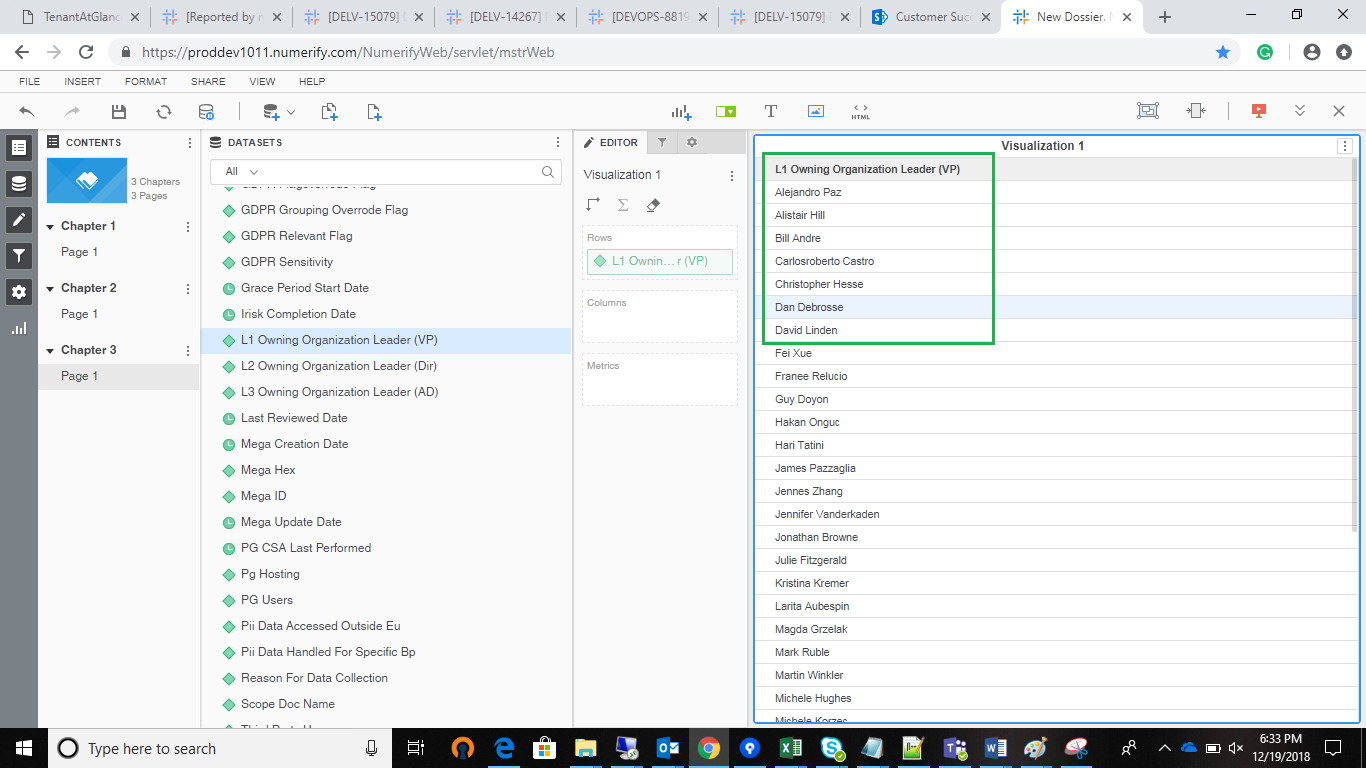 TenantAtGlanc
[Reported by n
[DELV-15079] 
[DELV-14267]
[DEVOPS-8819
[DELV-15079]
Customer Succ
New Dossier.
https://proddev1011.numerify.com/NumerifyWeb/servlet/mstrWeb
FILE INSERT FORMAT SHARE VIEW HELP
HTML
CONTENTS
3 Chapters
3 Pages
Chapter 1
Page 1
Chapter 2
Page 1
Chapter 3
Page 1
DATASETS
All
GDPR Grouping Overrode Flag
GDPR Relevant Flag
GDPR Sensitivity
Grace Period Start Date
Irisk Completion Date
L1 Owning Organization Leader (VP)
L2 Owning Organization Leader (Dir)
L3 Owning Organization Leader (AD)
Last Reviewed Date
Mega Creation Date
Mega Hex
Mega ID
Mega Update Date
PG CSA Last Performed
Pg Hosting
PG Users
Pii Data Accessed Outside Eu
Pii Data Handled For Specific Bp
Reason For Data Collection
Scope Doc Name
EDITOR
Visualization 1
Rows
L1 Ownin... r (VP)
Columns
Metrics
Visualization 1
L1 Owning Organization Leader (VP)
Alejandro Paz
Alistair Hill
Bill Andre
Carlosroberto Castro
Christopher Hesse
Dan Debrosse
David Linden
Fei Xue
Franee Relucio
Guy Doyon
Hakan Onguc
Hari Tatini
James Pazzaglia
Jennes Zhang
Jennifer Vanderkaden
Jonathan Browne
Julie Fitzgerald
Kristina Kremer
Larita Aubespin
Magda Grzelak
Mark Ruble
Martin Winkler
Michele Hughes
Michele Korzec
Type here to search
6:33 PM
12/19/2018